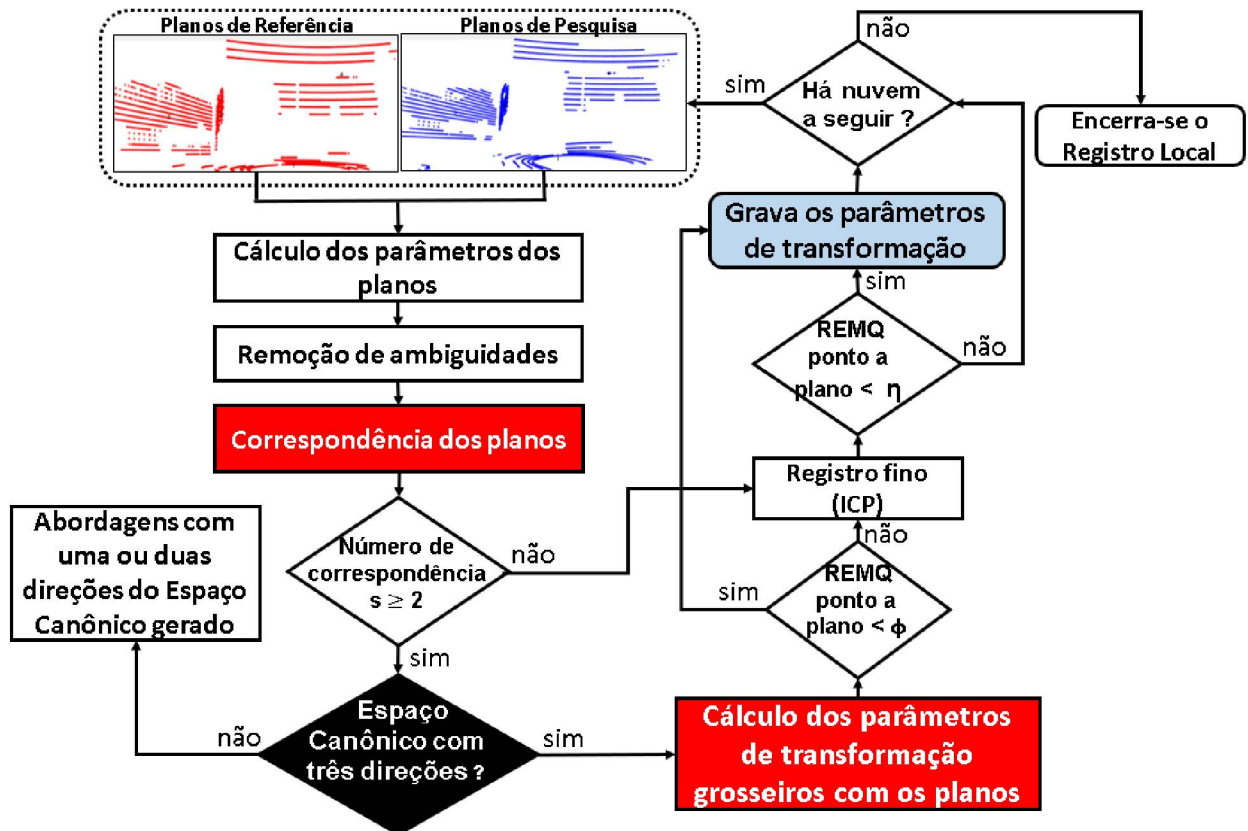 Planos de Referência
Planos de Pesquisa
Cálculo dos parâmetros dos
planos
Remoção de ambiguidades
Correspondência dos planos
Número de
correspondência
s ≥ 2
não
sim
Abordagens com
uma ou duas
direções do Espaço
Canônico gerado
não
Espaço
Canônico com
três direções ?
sim
Cálculo dos parâmetros
de transformação
grosseiros com os planos
REMQ
ponto a
plano < ϕ
sim
não
Registro fino
(ICP)
REMQ
ponto a
plano < η
não
sim
Grava os parâmetros
de transformação
Há nuvem
a seguir ?
sim
não
Encerra-se o
Registro Local